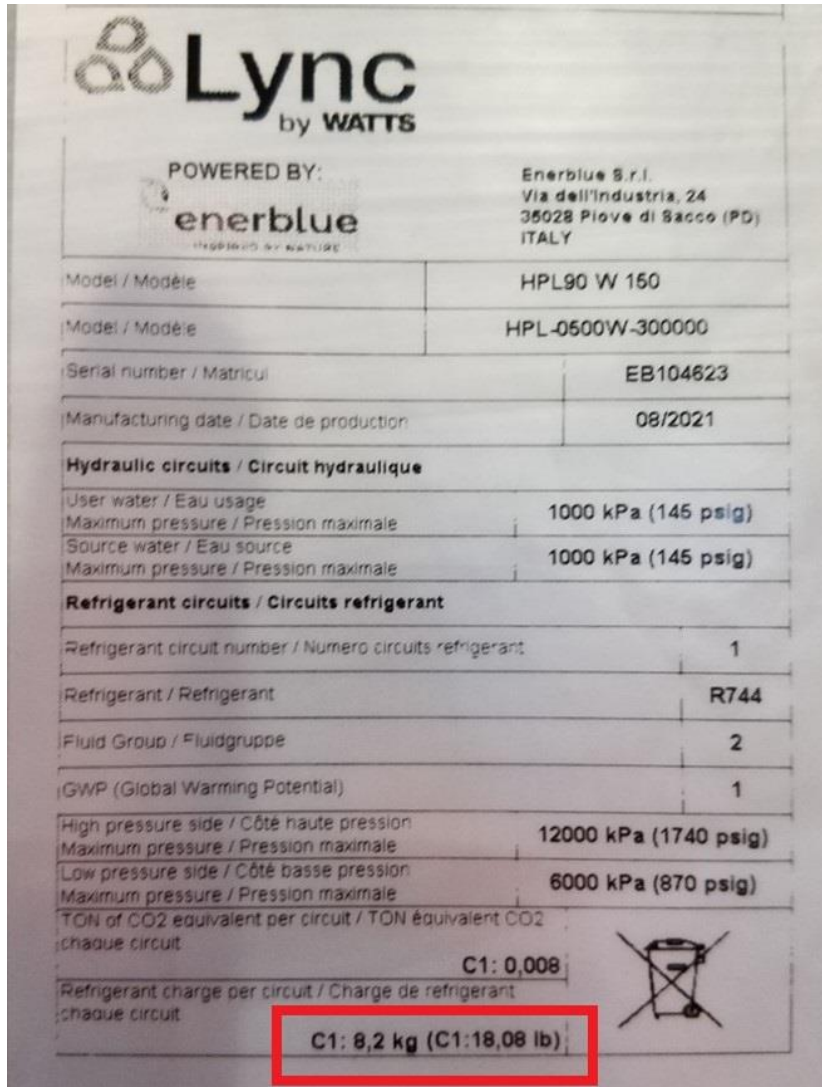 Lync
by WATTS
POWERED BY:
enerblue
INSPIRED BY NATURE
Enerblue S.r.l.
Via dell'Industria, 24
35028 Piove di Sacco (PD)
ITALY
Model / Modèle HPL90 W 150
Model / Modèle HPL-0500W-300000
Serial number / Matricul EB104623
Manufacturing date / Date de production 08/2021
Hydraulic circuits / Circuit hydraulique
User water / Eau usage
Maximum pressure / Pression maximale 1000 kPa (145 psig)
Source water / Eau source
Maximum pressure / Pression maximale 1000 kPa (145 psig)
Refrigerant circuits / Circuits refrigerant
Refrigerant circuit number / Numero circuits refrigerant 1
Refrigerant / Refrigerant R744
Fluid Group / Fluidgruppe 2
GWP (Global Warming Potential) 1
High pressure side / Côté haute pression
Maximum pressure / Pression maximale 12000 kPa (1740 psig)
Low pressure side / Côté basse pression
Maximum pressure / Pression maximale 6000 kPa (870 psig)
TON of CO2 equivalent per circuit / TON équivalent CO2
chaque circuit
C1: 0,008
Refrigerant charge per circuit / Charge de refrigerant
chaque circuit
C1: 8,2 kg (C1:18,08 lb)